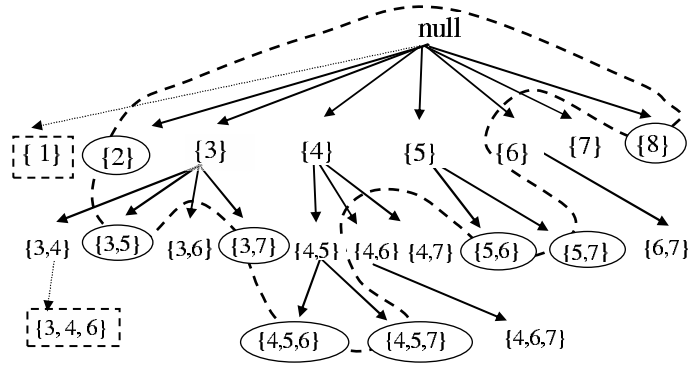 null
{ 1} {2} {3} {4} {5} {6} {7} {8}
{3,4} {3,5} {3,6} {3,7} {4,5} {4,6} {4,7} {5,6} {5,7} {6,7}
{3, 4, 6} {4,5,6} {4,5,7} {4,6,7}